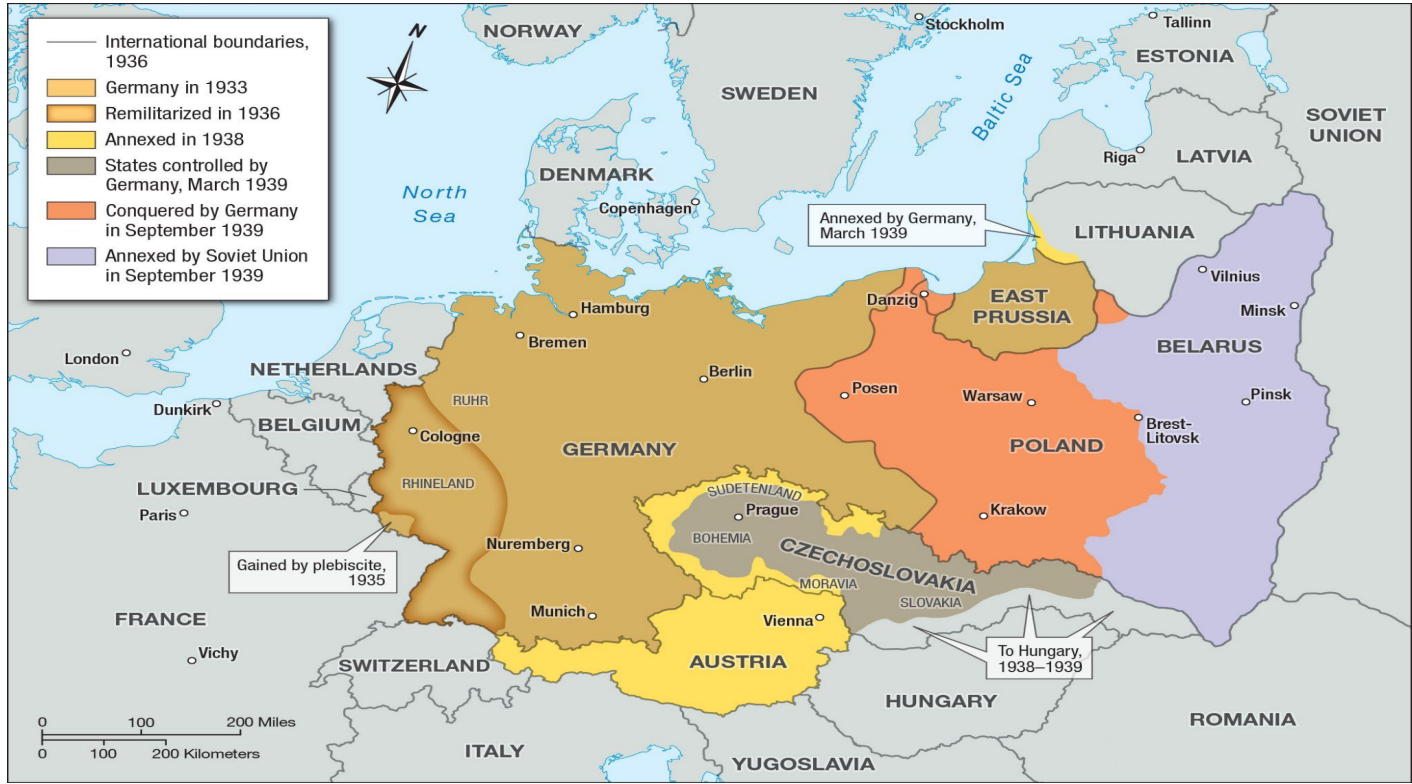 International boundaries,
1936
Germany in 1933
Remilitarized in 1936
Annexed in 1938
States controlled by
Germany, March 1939
Conquered by Germany
in September 1939
Annexed by Soviet Union
in September 1939
N
NORWAY
Stockholm
Tallinn
ESTONIA
SWEDEN
Baltic Sea
SOVIET
UNION
Riga
LATVIA
North
Sea
DENMARK
Copenhagen
Annexed by Germany,
March 1939
LITHUANIA
Vilnius
Minsk
Hamburg
Danzig
EAST
PRUSSIA
Bremen
BELARUS
London
NETHERLANDS
Berlin
Posen
Warsaw
Pinsk
Dunkirk
RUHR
BELGIUM
Brest-
Litovsk
Cologne
GERMANY
POLAND
LUXEMBOURG
RHINELAND
SUDETENLAND
Paris
Prague
Krakow
BOHEMIA
Nuremberg
CZECHOSLOVAKIA
Gained by plebiscite,
1935
MORAVIA
SLOVAKIA
Munich
Vienna
FRANCE
Vichy
SWITZERLAND
AUSTRIA
To Hungary,
1938–1939
HUNGARY
ROMANIA
0 100 200 Miles
0 100 200 Kilometers
ITALY
YUGOSLAVIA